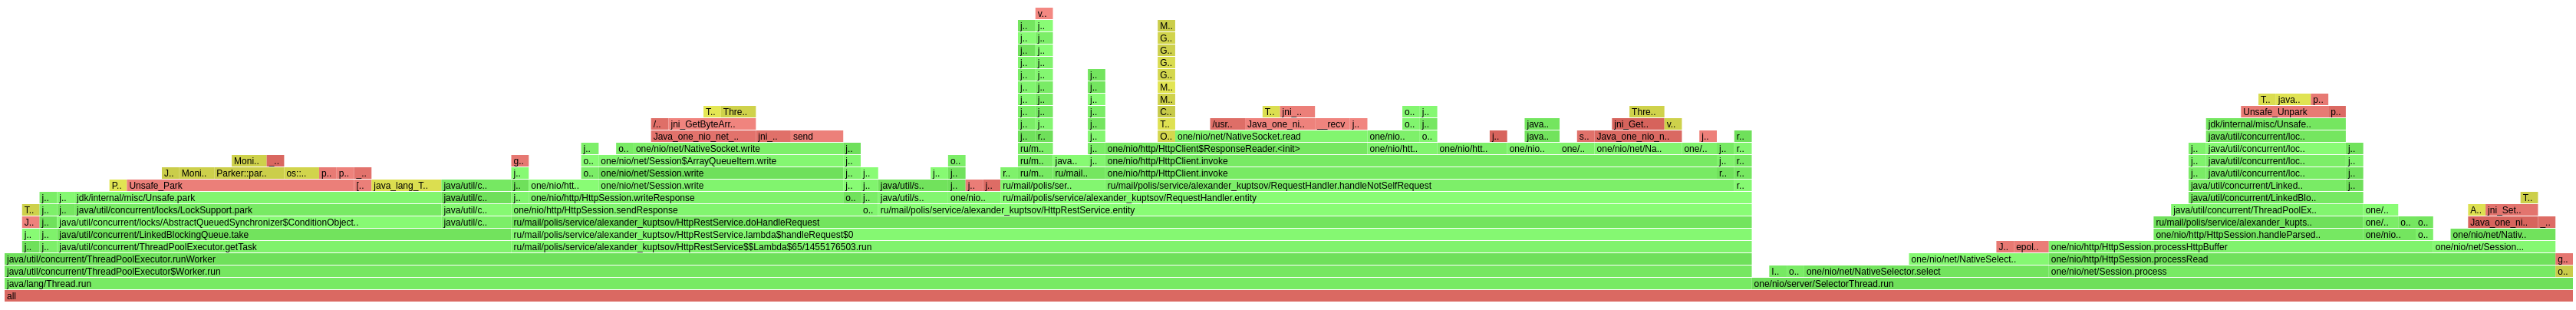 v..
j.. j.. M..
j.. j.. G..
j.. j.. G..
j.. j.. G..
j.. j.. j.. G..
j.. j.. j.. M..
j.. j.. j.. M.. T.. java.. p..
T.. Thre.. j.. j.. j.. C.. T.. jni_.. o.. j.. Thre.. Unsafe_Unpark p..
/.. jni_GetByteArr.. j.. j.. j.. T.. /usr.. Java_one_ni.. __recv j.. o.. j.. java.. jni_Get.. v.. jdk/internal/misc/Unsafe..
Java_one_nio_net_.. jni_.. send j.. r.. j.. O.. one/nio/net/NativeSocket.read one/nio.. o.. j.. java.. s.. Java_one_nio_n.. j.. r.. java/util/concurrent/loc..
j.. o.. one/nio/net/NativeSocket.write j.. ru/m.. j.. one/nio/http/HttpClient$ResponseReader.<init> one/nio/htt.. one/nio/htt.. one/nio.. one/.. one/nio/net/Na.. one/.. j.. r.. j.. java/util/concurrent/loc.. j..
Moni.. _.. g.. o.. one/nio/net/Session$ArrayQueueItem.write j.. o.. ru/m.. java.. j.. one/nio/http/HttpClient.invoke j.. r.. j.. java/util/concurrent/loc.. j..
J.. Moni.. Parker::par.. os::.. p.. p.. _.. j.. o.. one/nio/net/Session.write j.. j.. j.. j.. r.. ru/m.. ru/mail.. one/nio/http/HttpClient.invoke r.. r.. j.. java/util/concurrent/loc.. j..
P.. Unsafe_Park [.. java_lang_T.. java/util/c.. j.. one/nio/htt.. one/nio/net/Session.write j.. j.. java/util/s.. j.. j.. j.. ru/mail/polis/ser.. ru/mail/polis/service/alexander_kuptsov/RequestHandler.handleNotSelfRequest r.. java/util/concurrent/Linked.. j..
j.. j.. jdk/internal/misc/Unsafe.park java/util/c.. j.. one/nio/http/HttpSession.writeResponse o.. j.. java/util/s.. one/nio.. ru/mail/polis/service/alexander_kuptsov/RequestHandler.entity java/util/concurrent/LinkedBlo.. T..
T.. j.. j.. java/util/concurrent/locks/LockSupport.park java/util/c.. one/nio/http/HttpSession.sendResponse o.. ru/mail/polis/service/alexander_kuptsov/HttpRestService.entity java/util/concurrent/ThreadPoolEx.. one/.. A.. jni_Set..
J.. j.. java/util/concurrent/locks/AbstractQueuedSynchronizer$ConditionObject.. java/util/c.. ru/mail/polis/service/alexander_kuptsov/HttpRestService.doHandleRequest ru/mail/polis/service/alexander_kupts.. one/.. o.. o.. Java_one_ni.. _..
j.. j.. java/util/concurrent/LinkedBlockingQueue.take ru/mail/polis/service/alexander_kuptsov/HttpRestService.lambda$handleRequest$0 one/nio/http/HttpSession.handleParsed.. one/nio.. o.. one/nio/net/Nativ..
j.. j.. java/util/concurrent/ThreadPoolExecutor.getTask ru/mail/polis/service/alexander_kuptsov/HttpRestService$$Lambda$65/1455176503.run J.. epol.. one/nio/http/HttpSession.processHttpBuffer one/nio/net/Session...
java/util/concurrent/ThreadPoolExecutor.runWorker one/nio/net/NativeSelect.. one/nio/http/HttpSession.processRead g..
java/util/concurrent/ThreadPoolExecutor$Worker.run o.. one/nio/net/NativeSelector.select one/nio/net/Session.process o..
java/lang/Thread.run one/nio/server/SelectorThread.run
all